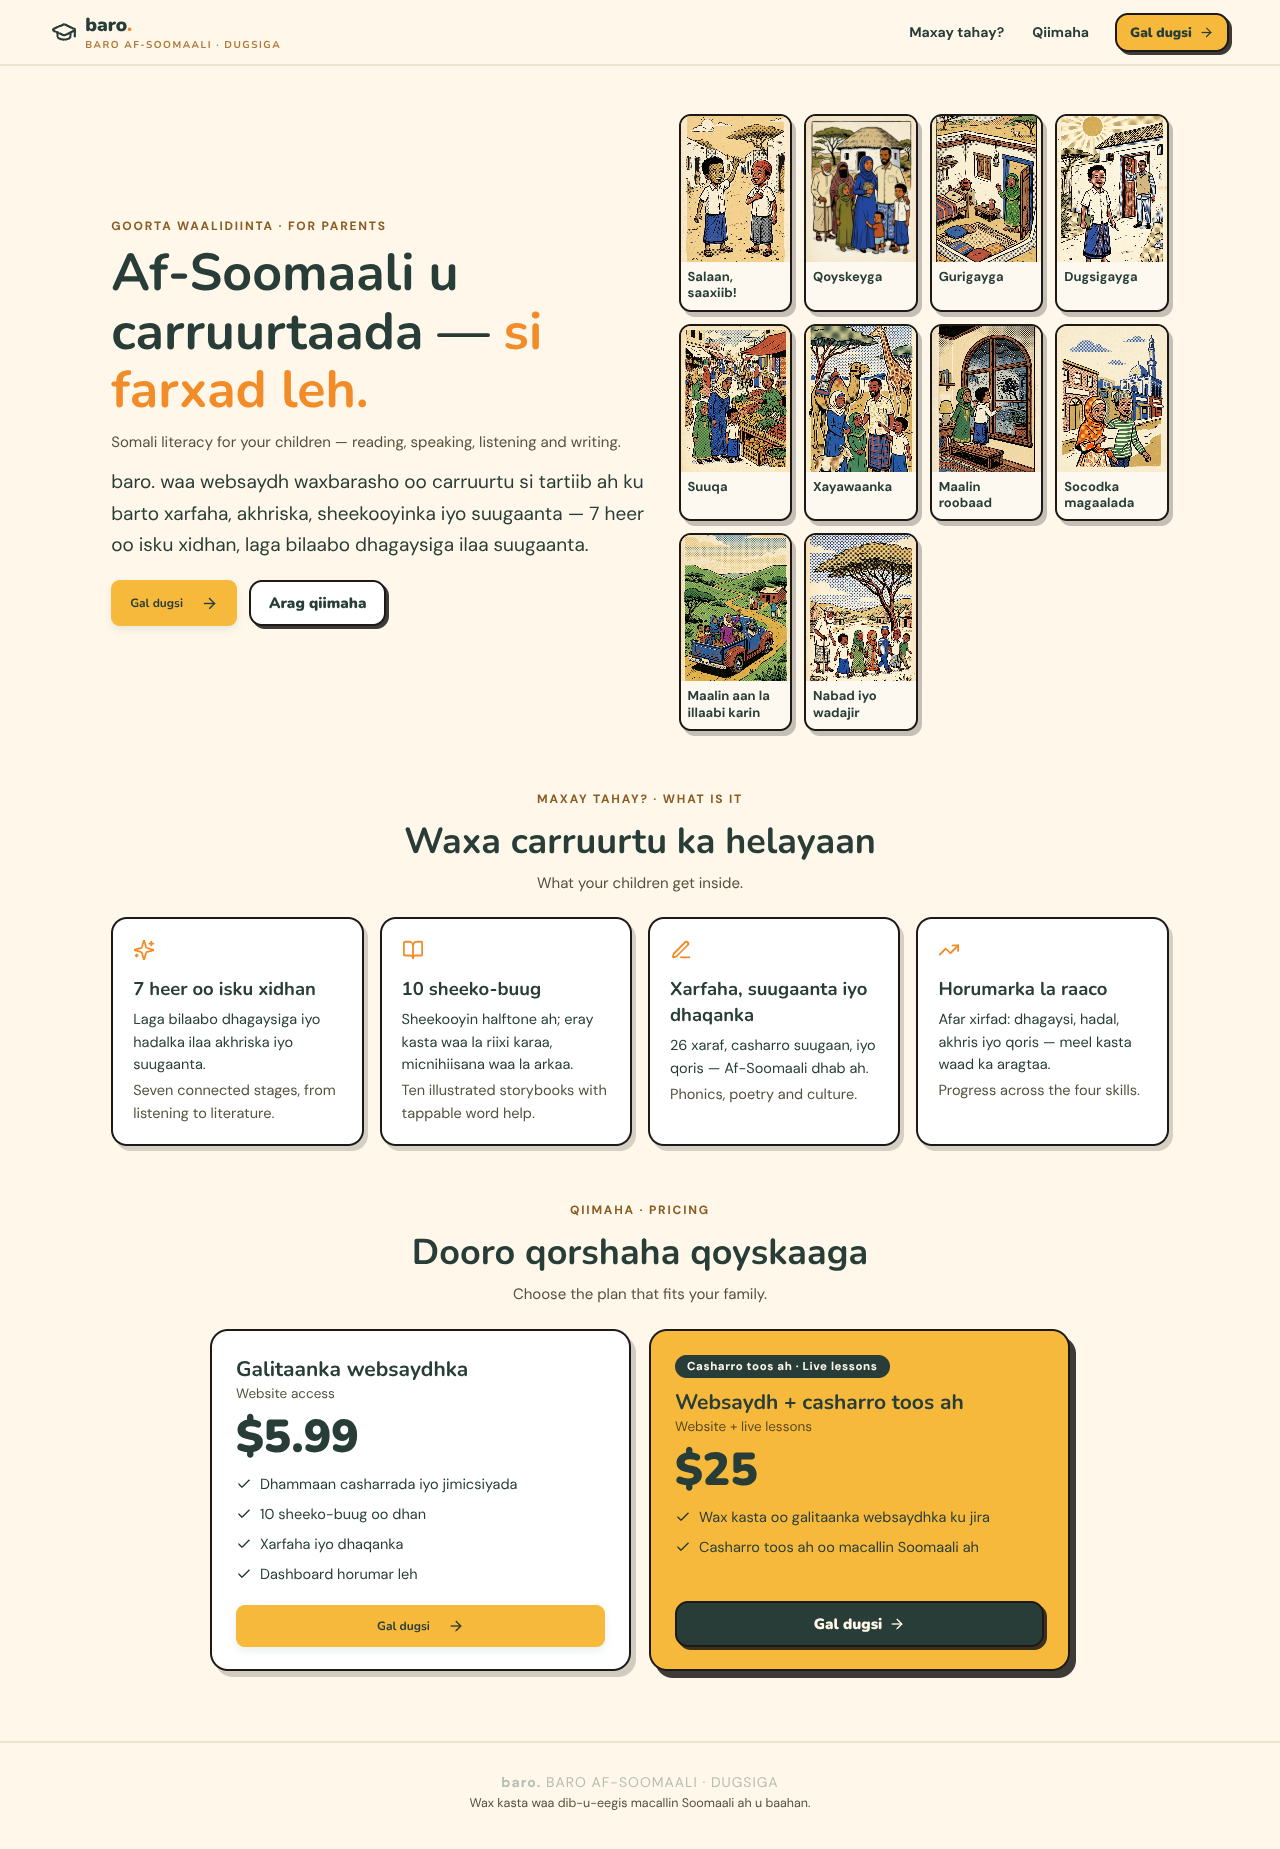 baro.
BARO AF-SOOMAALI · DUGSIGA
Maxay tahay?
Qiimaha
Gal dugsi
GOORTA WAALIDIINTA · FOR PARENTS
Af-Soomaali u
carruurtaada — si
farxad leh.
Somali literacy for your children — reading, speaking, listening and writing.
baro. waa websaydh waxbarasho oo carruurtu si tartiib ah ku
barto xarfaha, akhriska, sheekooyinka iyo suugaanta — 7 heer
oo isku xidhan, laga bilaabo dhagaysiga ilaa suugaanta.
Gal dugsi
Arag qiimaha
Salaan,
saaxiib!
Qoyskeyga
Gurigayga
Dugsigayga
Suuqa
Xayawaanka
Maalin
roobaad
Socodka
magaalada
Maalin aan la
illaabi karin
Nabad iyo
wadajir
MAXAY TAHAY? · WHAT IS IT
Waxa carruurtu ka helayaan
What your children get inside.
7 heer oo isku xidhan
Laga bilaabo dhagaysiga iyo
hadalka ilaa akhriska iyo
suugaanta.
Seven connected stages, from
listening to literature.
10 sheeko-buug
Sheekooyin halftone ah; eray
kasta waa la riixi karaa,
micnihiisana waa la arkaa.
Ten illustrated storybooks with
tappable word help.
Xarfaha, suugaanta iyo
dhaqanka
26 xaraf, casharro suugaan, iyo
qoris — Af-Soomaali dhab ah.
Phonics, poetry and culture.
Horumarka la raaco
Afar xirfad: dhagaysi, hadal,
akhris iyo qoris — meel kasta
waad ka aragtaa.
Progress across the four skills.
QIIMAHA · PRICING
Dooro qorshaha qoyskaaga
Choose the plan that fits your family.
Galitaanka websaydhka
Website access
$5.99
Dhammaan casharrada iyo jimicsiyada
10 sheeko-buug oo dhan
Xarfaha iyo dhaqanka
Dashboard horumar leh
Gal dugsi
Casharro toos ah · Live lessons
Websaydh + casharro toos ah
Website + live lessons
$25
Wax kasta oo galitaanka websaydhka ku jira
Casharro toos ah oo macallin Soomaali ah
Gal dugsi
baro. BARO AF-SOOMAALI · DUGSIGA
Wax kasta waa dib-u-eegis macallin Soomaali ah u baahan.